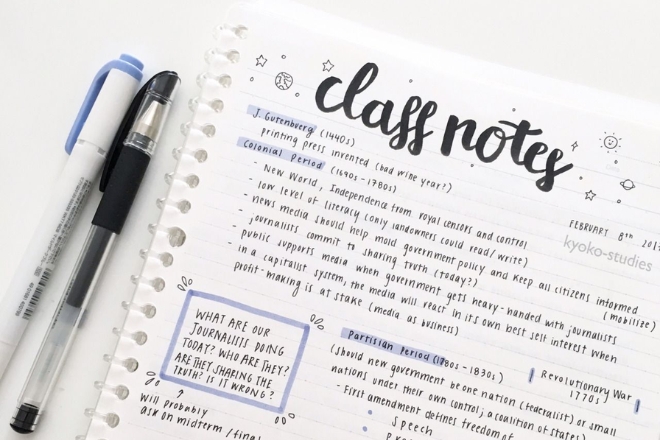 class notes
FEBRUARY 8TH 2017
kyoko-studies
J. Gutenberg (1440s)
printing press invented (bad wine year?)
Colonial Period (1690s - 1780s)
- New World, Independence from royal censors and control
- low level of literacy (only landowners could read/write)
- news media should help mold government policy and keep all citizens informed
(mobilize)
- journalists commit to sharing truth (today?)
- public supports media when government gets heavy-handed with journalists
- in a capitalist system, the media will react in its own best self interest when
profit-making is at stake (media as business)
WHAT ARE OUR
JOURNALISTS DOING
TODAY? WHO ARE THEY?
ARE THEY SHARING THE
TRUTH? IS IT WRONG?
Will probably
ask on midterm/final
Partisian Period (1780s - 1830s)
(should new government be one nation (federalist) or small
nations under their own control; a coalition of states)
Revolutionary War
1770s
- First amendment defines freedom of
Speech